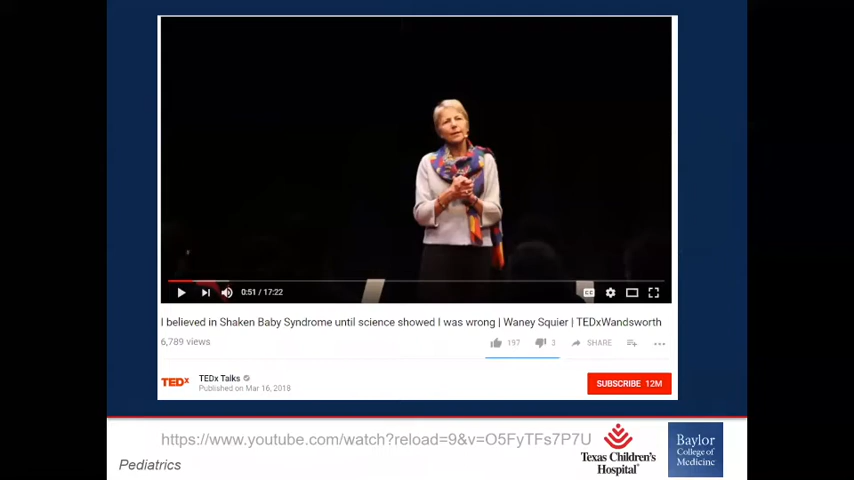 0:51 / 17:22
CC
I believed in Shaken Baby Syndrome until science showed I was wrong | Waney Squier | TEDxWandsworth
6,789 views
197
3
SHARE
TEDx
TEDx Talks
Published on Mar 16, 2018
SUBSCRIBE 12M
https://www.youtube.com/watch?reload=9&v=O5FyTFs7P7U
Pediatrics
Texas Children's
Hospital
Baylor
College of
Medicine